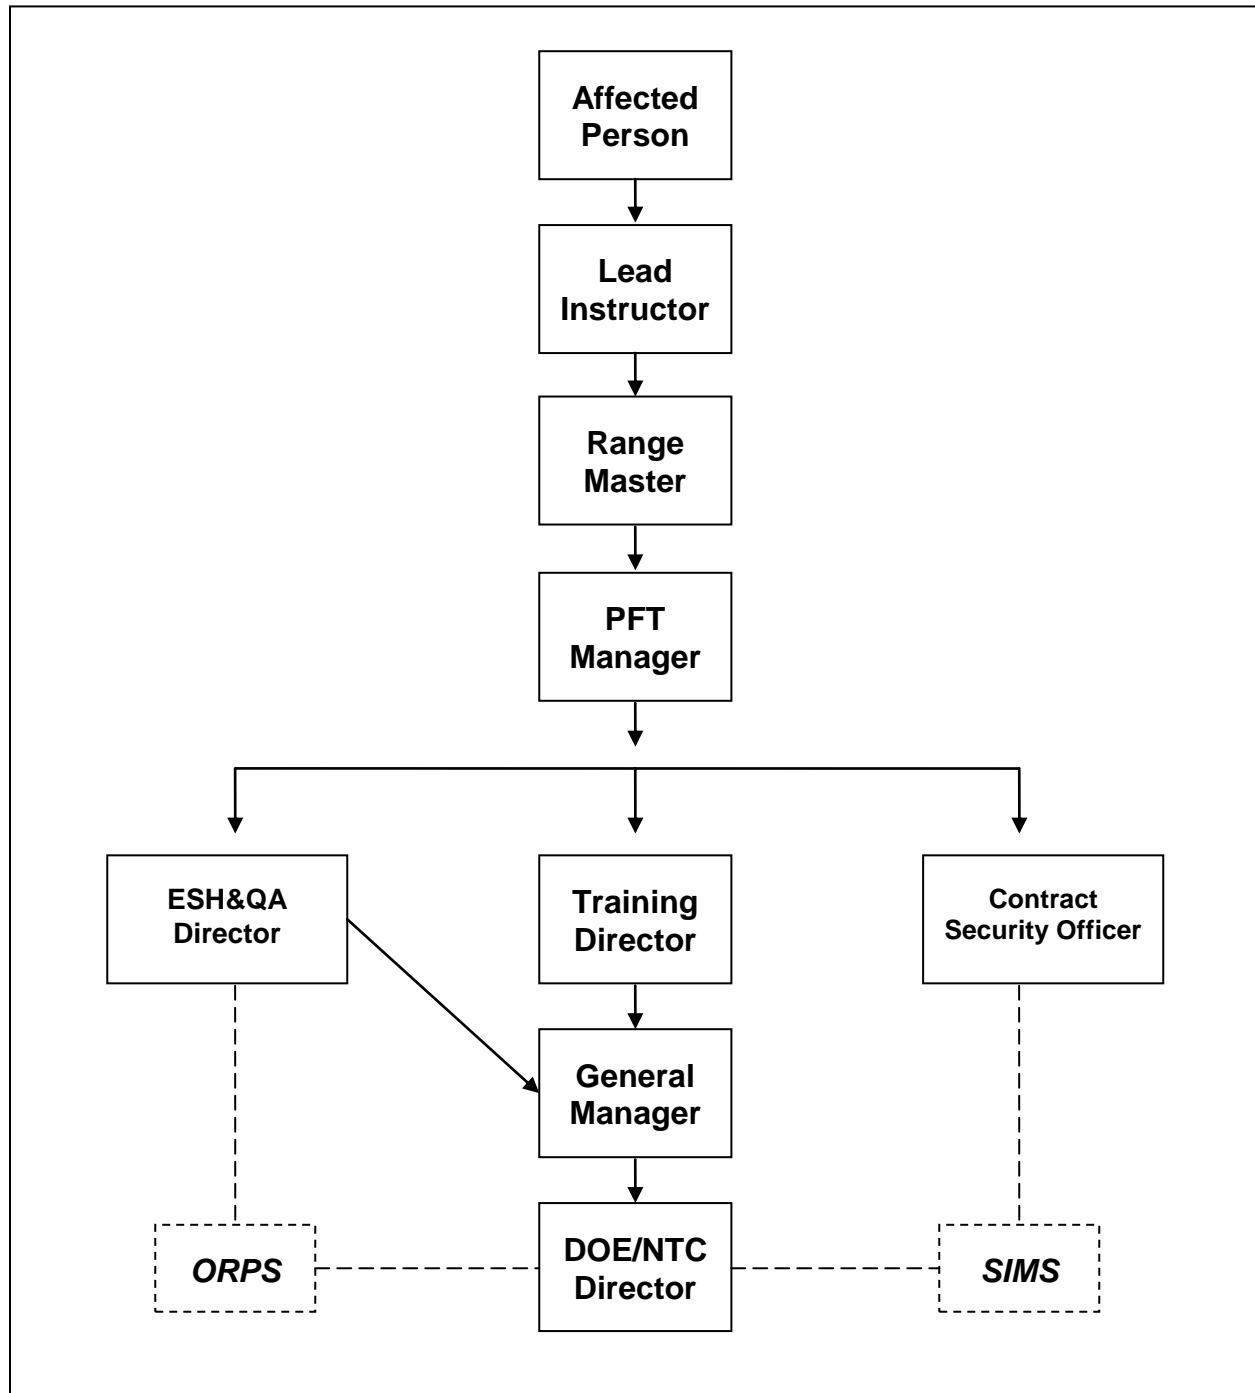 Affected
Person
Lead
Instructor
Range
Master
PFT
Manager
ESH&QA
Director
Training
Director
Contract
Security Officer
General
Manager
ORPS
DOE/NTC
Director
SIMS